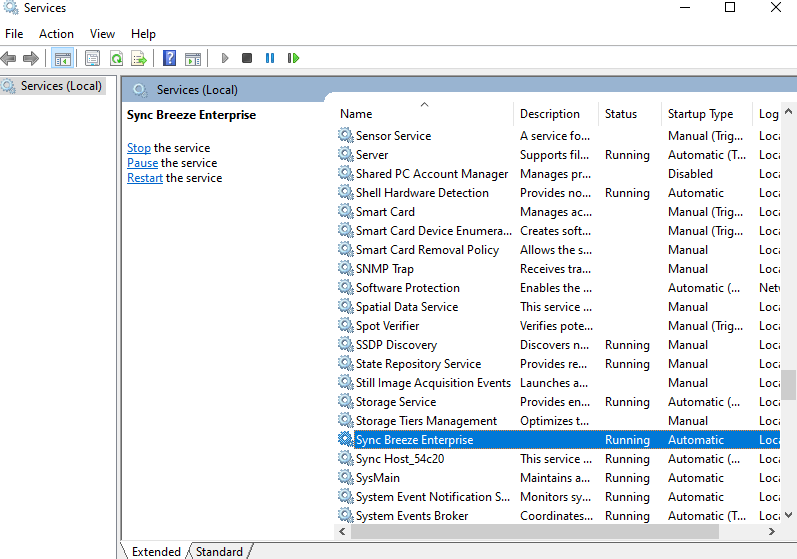 Services
File Action View Help
Services (Local)
Services (Local)
Sync Breeze Enterprise
Stop the service
Pause the service
Restart the service
Name Description Status Startup Type Log
Sensor Service A service fo... Manual (Trig... Loca
Server Supports fil... Running Automatic (T... Loca
Shared PC Account Manager Manages pr... Disabled Loca
Shell Hardware Detection Provides no... Running Automatic Loca
Smart Card Manages ac... Manual (Trig... Loca
Smart Card Device Enumera... Creates soft... Manual (Trig... Loca
Smart Card Removal Policy Allows the s... Manual Loca
SNMP Trap Receives tra... Manual Loca
Software Protection Enables the ... Automatic (... Netw
Spatial Data Service This service ... Manual Loca
Spot Verifier Verifies pote... Manual (Trig... Loca
SSDP Discovery Discovers n... Running Manual Loca
State Repository Service Provides re... Running Manual Loca
Still Image Acquisition Events Launches a... Manual Loca
Storage Service Provides en... Running Automatic (... Loca
Storage Tiers Management Optimizes t... Manual Loca
Sync Breeze Enterprise Running Automatic Loca
Sync Host_54c20 This service ... Running Automatic (... Loca
SysMain Maintains a... Running Automatic Loca
System Event Notification S... Monitors sy... Running Automatic Loca
System Events Broker Coordinates... Running Automatic (T... Loca
Extended Standard